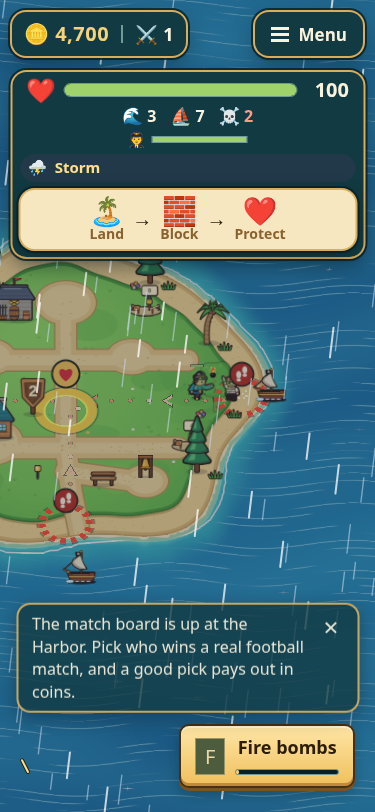 4,700 | 1
Menu
100
3 7 2
Storm
Land → Block → Protect
2
The match board is up at the
Harbor. Pick who wins a real football
match, and a good pick pays out in
coins.
F Fire bombs